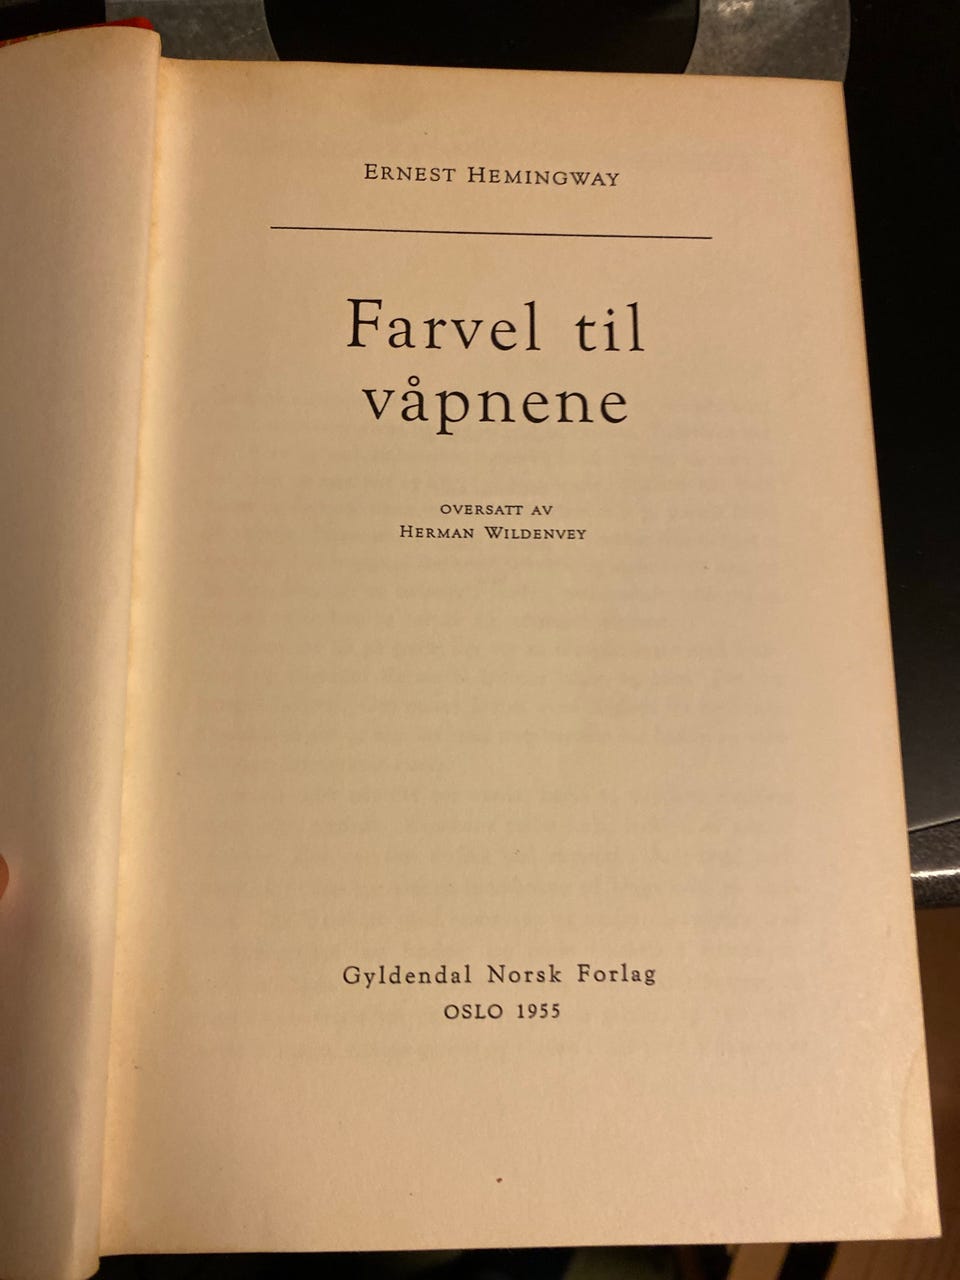 ERNEST HEMINGWAY
Farvel til
våpnene
OVERSATT AV
HERMAN WILDENVEY
Gyldendal Norsk Forlag
OSLO 1955